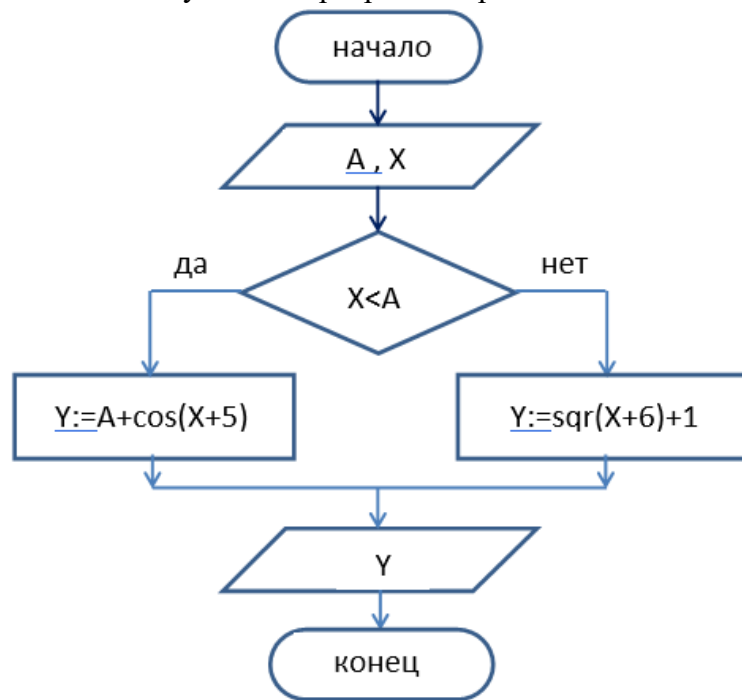 начало
A , X
да
нет
X<A
Y:=A+cos(X+5)
Y:=sqr(X+6)+1
Y
конец